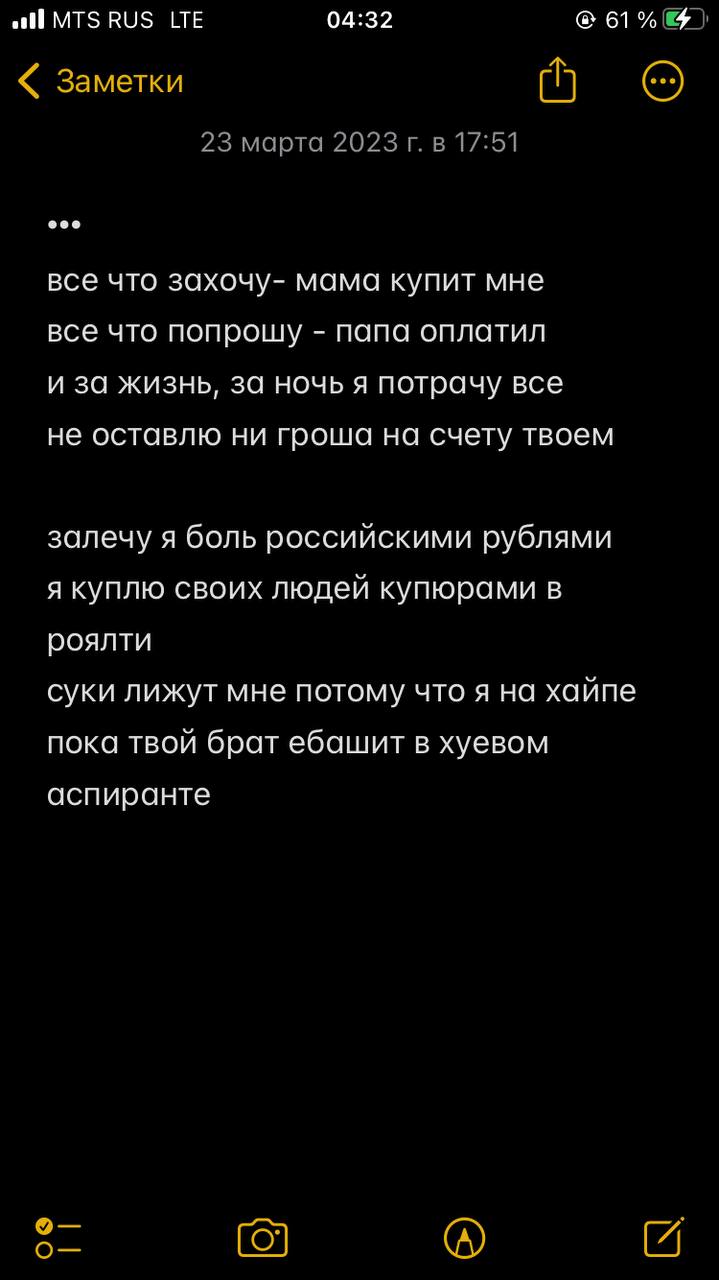 MTS RUS LTE 04:32 61 %
Заметки
23 марта 2023 г. в 17:51
•••
все что захочу- мама купит мне
все что попрошу - папа оплатил
и за жизнь, за ночь я потрачу все
не оставлю ни гроша на счету твоем
залечу я боль российскими рублями
я куплю своих людей купюрами в
роялти
суки лижут мне потому что я на хайпе
пока твой брат ебашит в хуевом
аспиранте